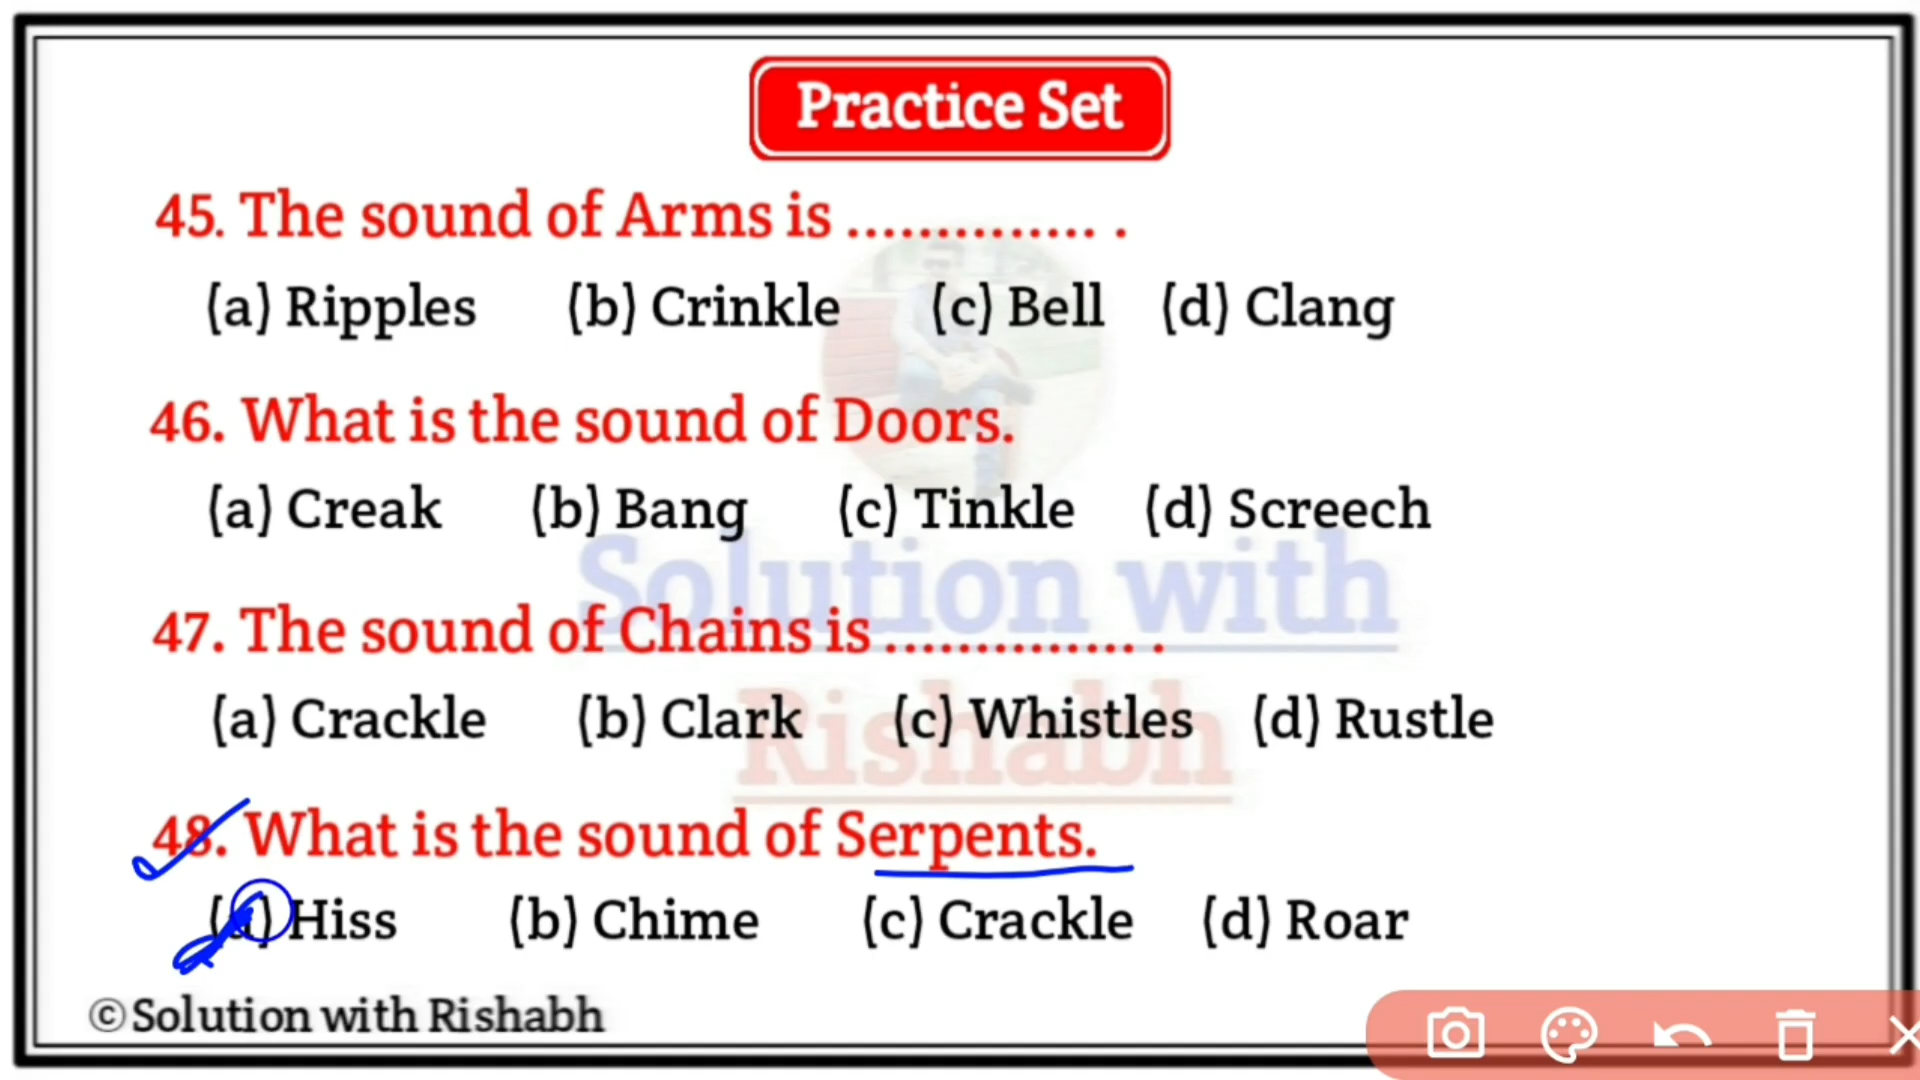 Practice Set
45. The sound of Arms is .............. .
(a) Ripples (b) Crinkle (c) Bell (d) Clang
46. What is the sound of Doors.
(a) Creak (b) Bang (c) Tinkle (d) Screech
Solution with
47. The sound of Chains is .............. .
(a) Crackle (b) Clark (c) Whistles (d) Rustle
Rishabh
48. What is the sound of Serpents.
(a) Hiss (b) Chime (c) Crackle (d) Roar
©Solution with Rishabh